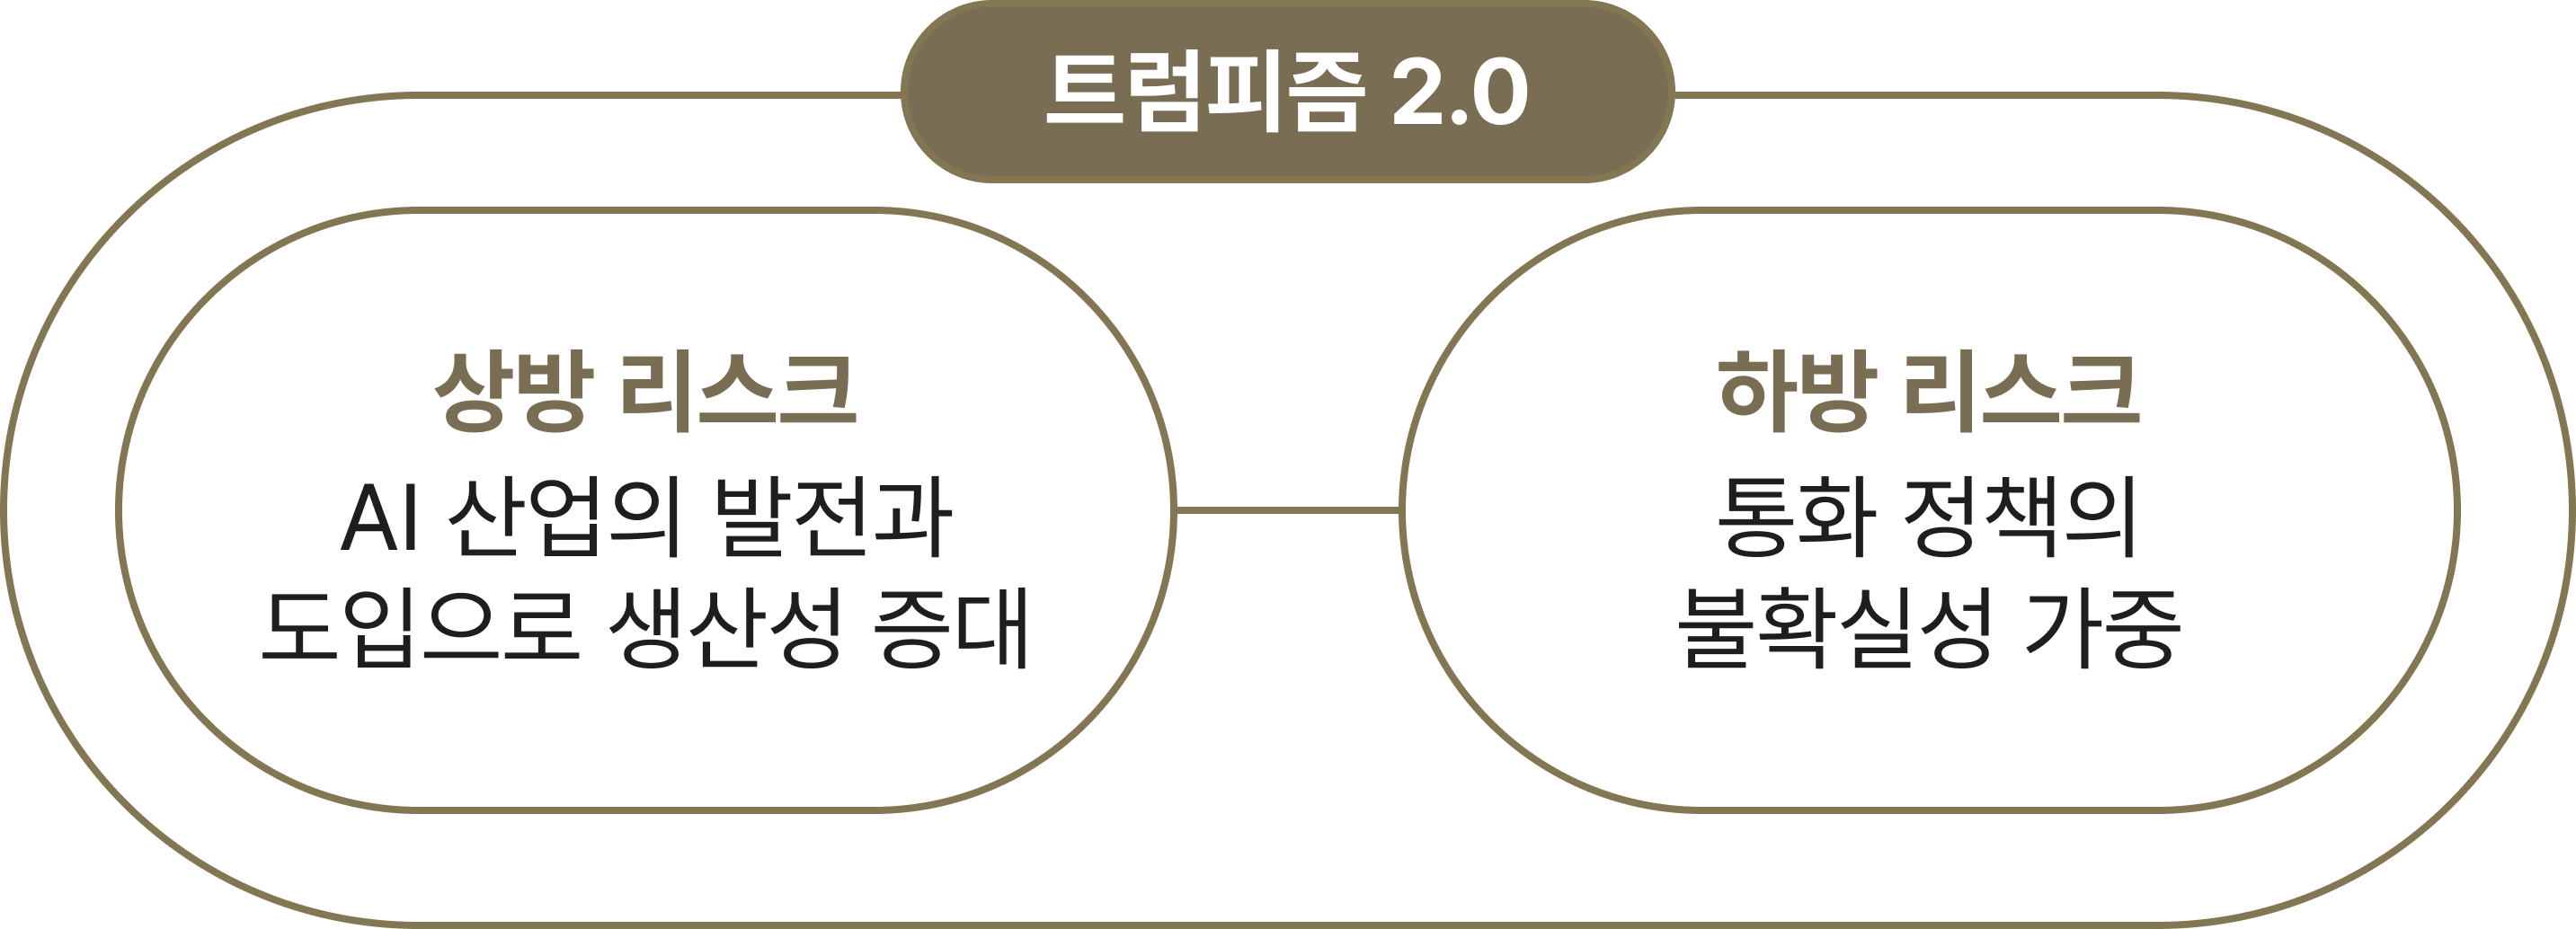 트럼피즘 2.0
상방 리스크
AI 산업의 발전과
도입으로 생산성 증대
하방 리스크
통화 정책의
불확실성 가중